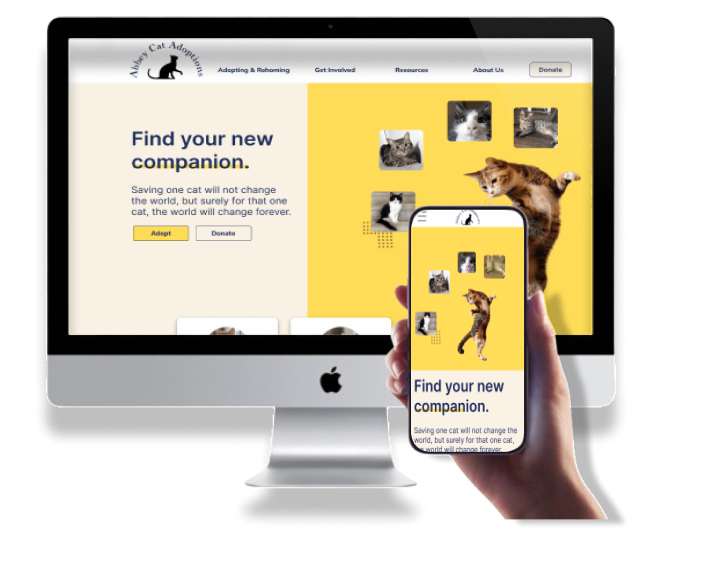 Abbey Cat Adoptions
Adopting & Rehoming
Get Involved
Resources
About Us
Donate
Find your new
companion.
Saving one cat will not change
the world, but surely for that one
cat, the world will change forever.
Adopt
Donate
Find your new
companion.
Saving one cat will not change the
world, but surely for that one cat,
the world will change forever.